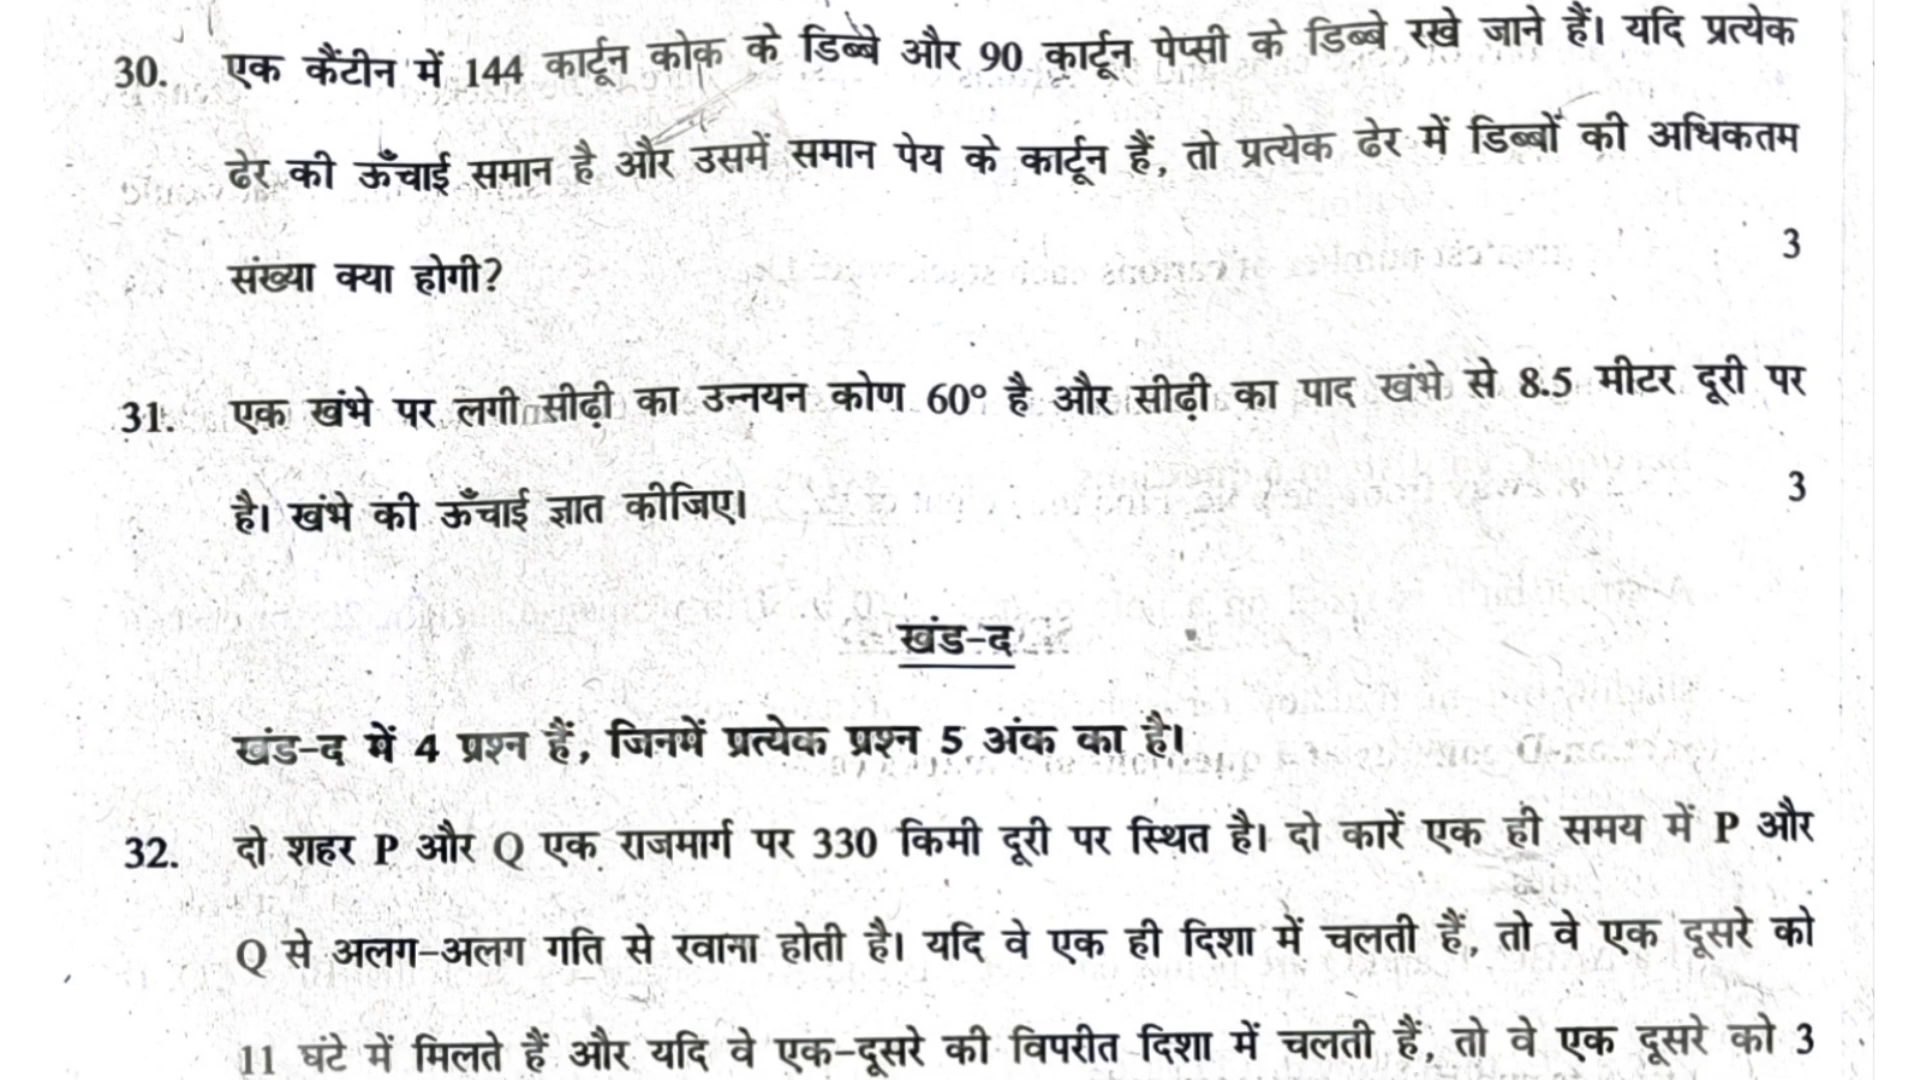 30. एक कैंटीन में 144 कार्टून कोक के डिब्बे और 90 कार्टून पेप्सी के डिब्बे रखे जाने हैं। यदि प्रत्येक
ढेर की ऊँचाई समान है और उसमें समान पेय के कार्टून हैं, तो प्रत्येक ढेर में डिब्बों की अधिकतम
संख्या क्या होगी? 3
31. एक खंभे पर लगी सीढ़ी का उन्नयन कोण 60° है और सीढ़ी का पाद खंभे से 8.5 मीटर दूरी पर
है। खंभे की ऊँचाई ज्ञात कीजिए। 3
खंड-द
खंड-द में 4 प्रश्न हैं, जिनमें प्रत्येक प्रश्न 5 अंक का है।
32. दो शहर P और Q एक राजमार्ग पर 330 किमी दूरी पर स्थित है। दो कारें एक ही समय में P और
Q से अलग-अलग गति से रवाना होती है। यदि वे एक ही दिशा में चलती हैं, तो वे एक दूसरे को
11 घंटे में मिलते हैं और यदि वे एक-दूसरे की विपरीत दिशा में चलती हैं, तो वे एक दूसरे को 3